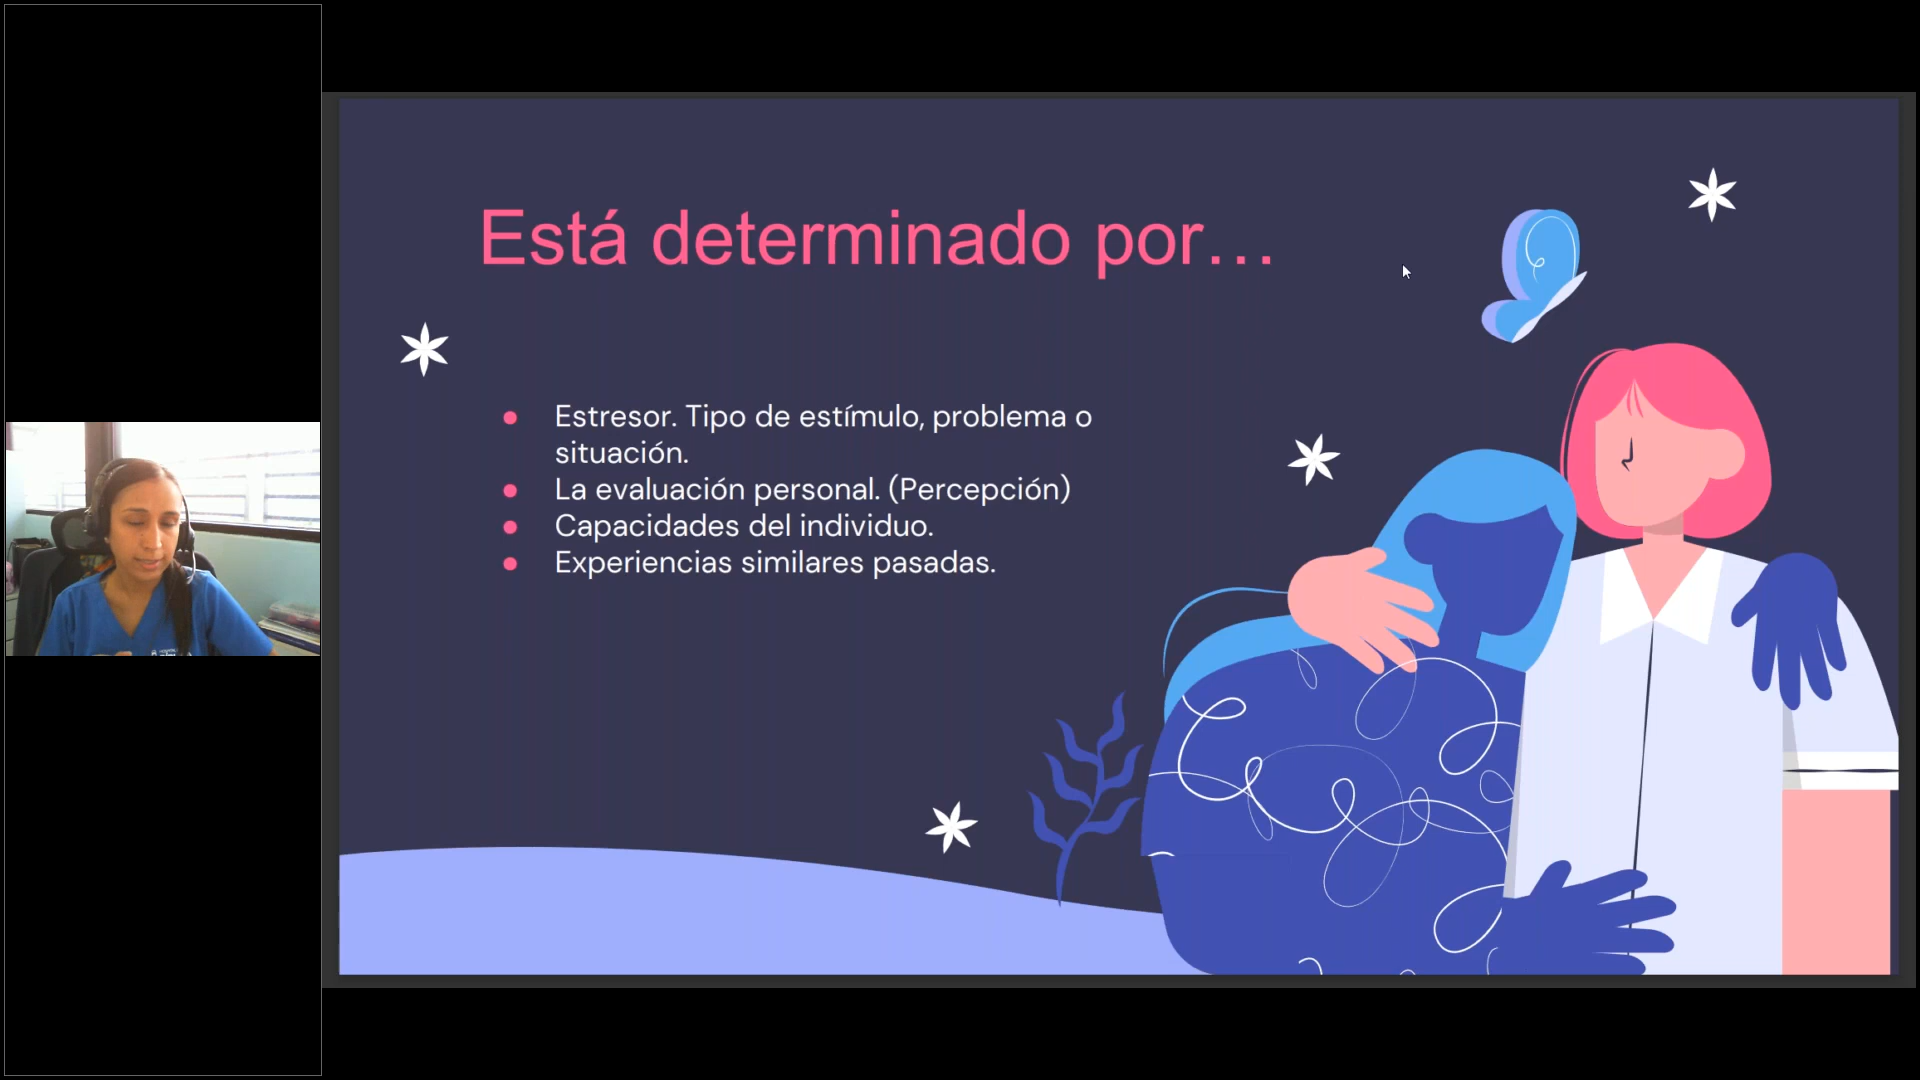 Está determinado por...
Estresor. Tipo de estímulo, problema o
situación.
La evaluación personal. (Percepción)
Capacidades del individuo.
Experiencias similares pasadas.